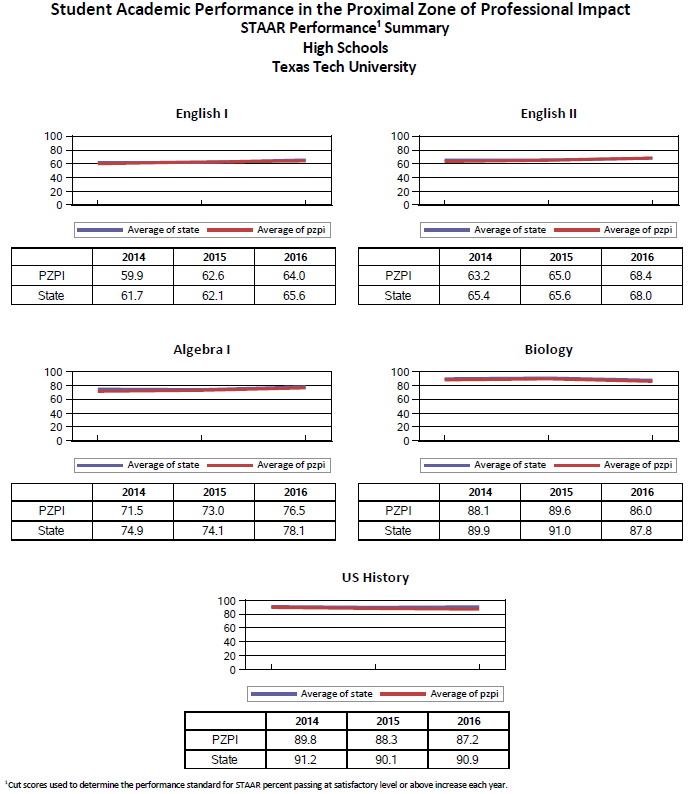 Student Academic Performance in the Proximal Zone of Professional Impact
STAAR Performance¹ Summary
High Schools
Texas Tech University
English I
100
80
60
40
20
0
Average of state Average of pzpi
2014 2015 2016
PZPI 59.9 62.6 64.0
State 61.7 62.1 65.6
English II
100
80
60
40
20
0
Average of state Average of pzpi
2014 2015 2016
PZPI 63.2 65.0 68.4
State 65.4 65.6 68.0
Algebra I
100
80
60
40
20
0
Average of state Average of pzpi
2014 2015 2016
PZPI 71.5 73.0 76.5
State 74.9 74.1 78.1
Biology
100
80
60
40
20
0
Average of state Average of pzpi
2014 2015 2016
PZPI 88.1 89.6 86.0
State 89.9 91.0 87.8
US History
100
80
60
40
20
0
Average of state Average of pzpi
2014 2015 2016
PZPI 89.8 88.3 87.2
State 91.2 90.1 90.9
¹Cut scores used to determine the performance standard for STAAR percent passing at satisfactory level or above increase each year.